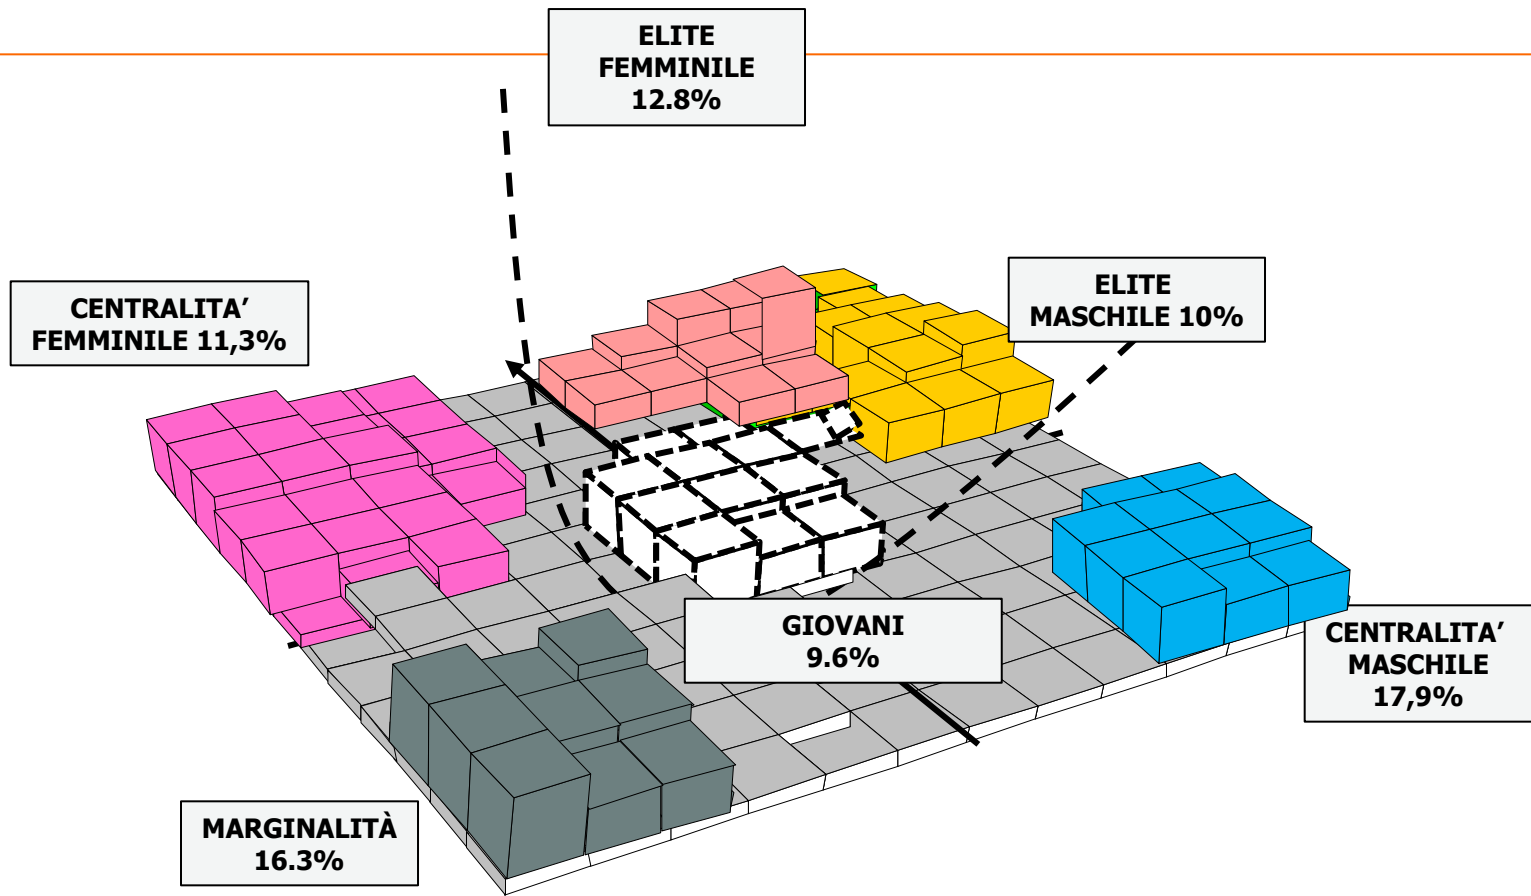 ELITE
FEMMINILE
12.8%
CENTRALITA’
FEMMINILE 11,3%
ELITE
MASCHILE 10%
GIOVANI
9.6%
CENTRALITA’
MASCHILE
17,9%
MARGINALITÀ
16.3%